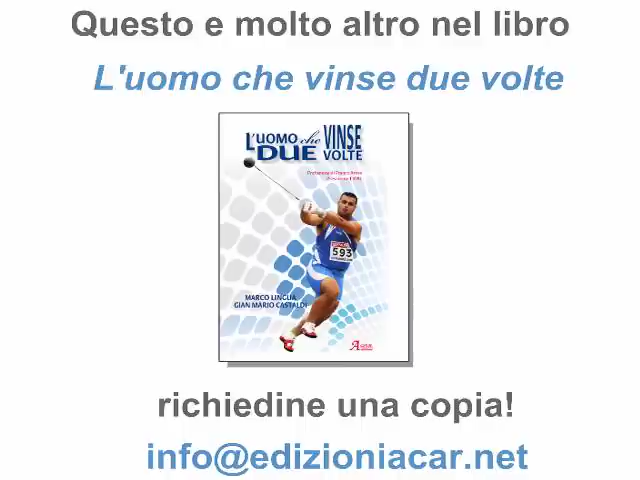 Questo e molto altro nel libro
L'uomo che vinse due volte
L'UOMO che VINSE
DUE VOLTE
593
MARCO LINGUA
GIAN MARIO CASTALDI
richiedine una copia!
info@edizioniacar.net